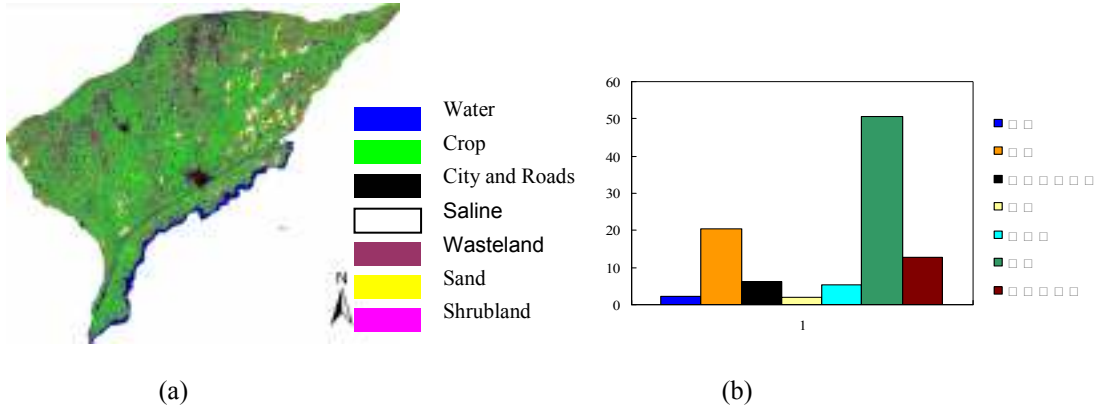 Water
Crop
City and Roads
Saline
Wasteland
Sand
Shrubland
N
(a)
60
50
40
30
20
10
0
1
□ □
□ □
□ □ □ □ □ □
□ □
□ □ □
□ □
□ □ □ □ □
(b)